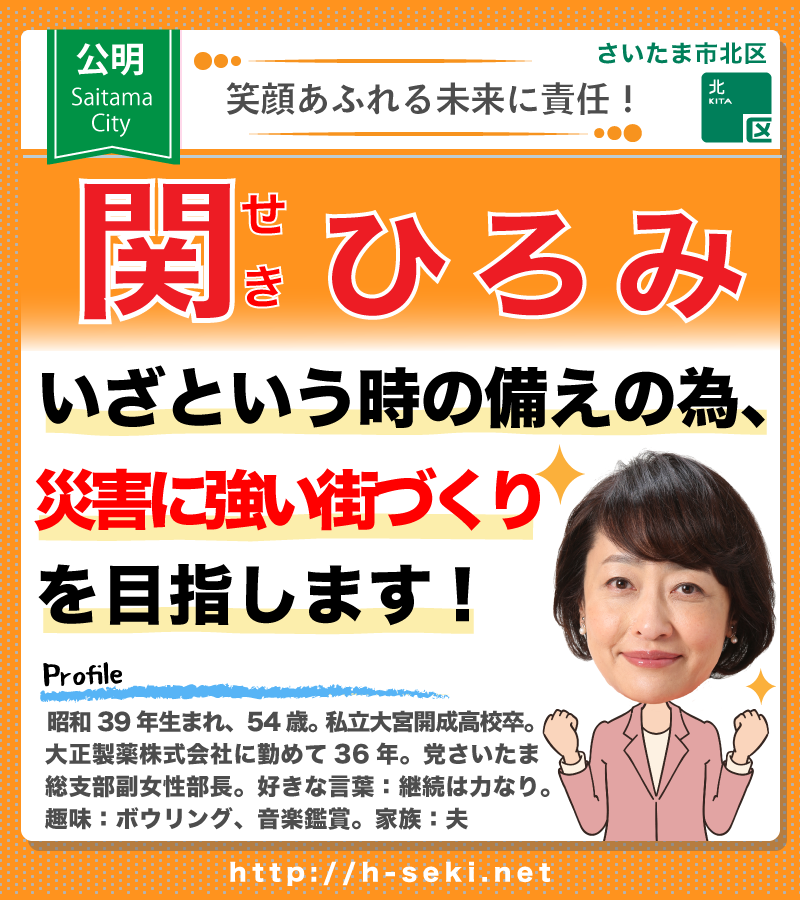 公明
Saitama
City
笑顔あふれる未来に責任！
さいたま市北区
北
KITA
区
関 せき ひろみ
いざという時の備えの為、
災害に強い街づくり
を目指します！
Profile
昭和39年生まれ、54歳。私立大宮開成高校卒。
大正製薬株式会社に勤めて36年。党さいたま
総支部副女性部長。好きな言葉：継続は力なり。
趣味：ボウリング、音楽鑑賞。家族：夫
http://h-seki.net